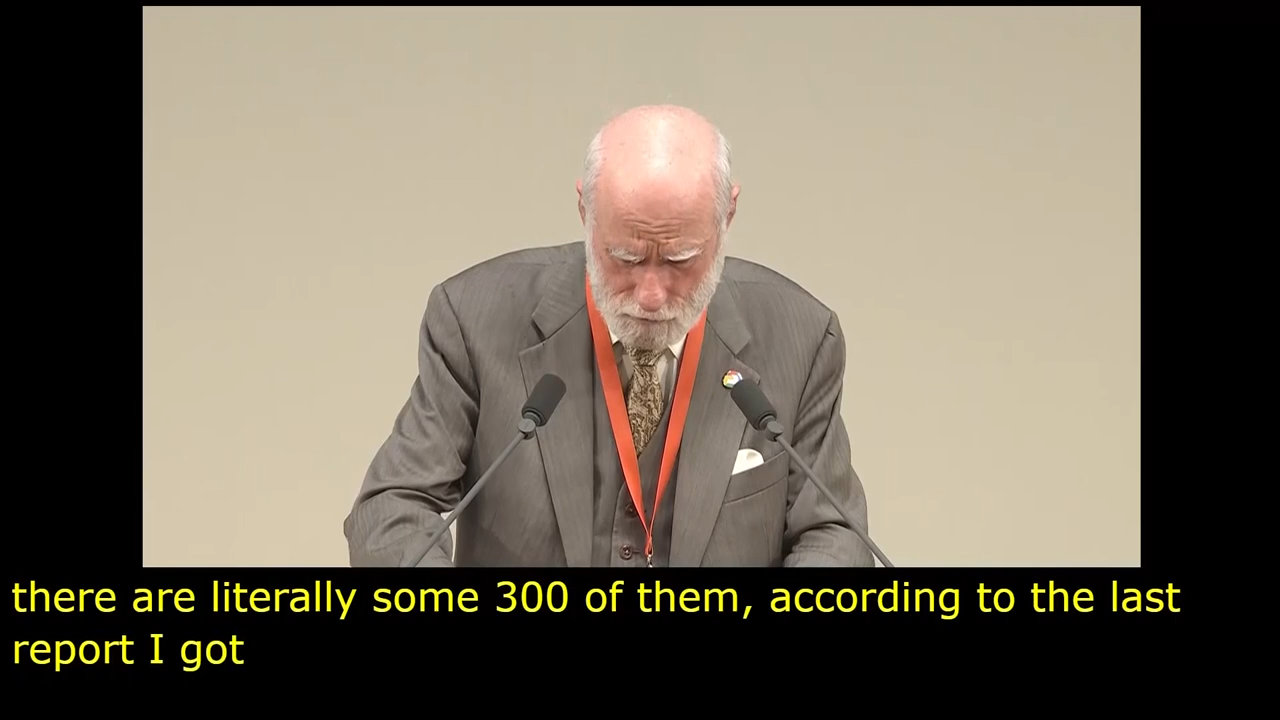 there are literally some 300 of them, according to the last
report I got